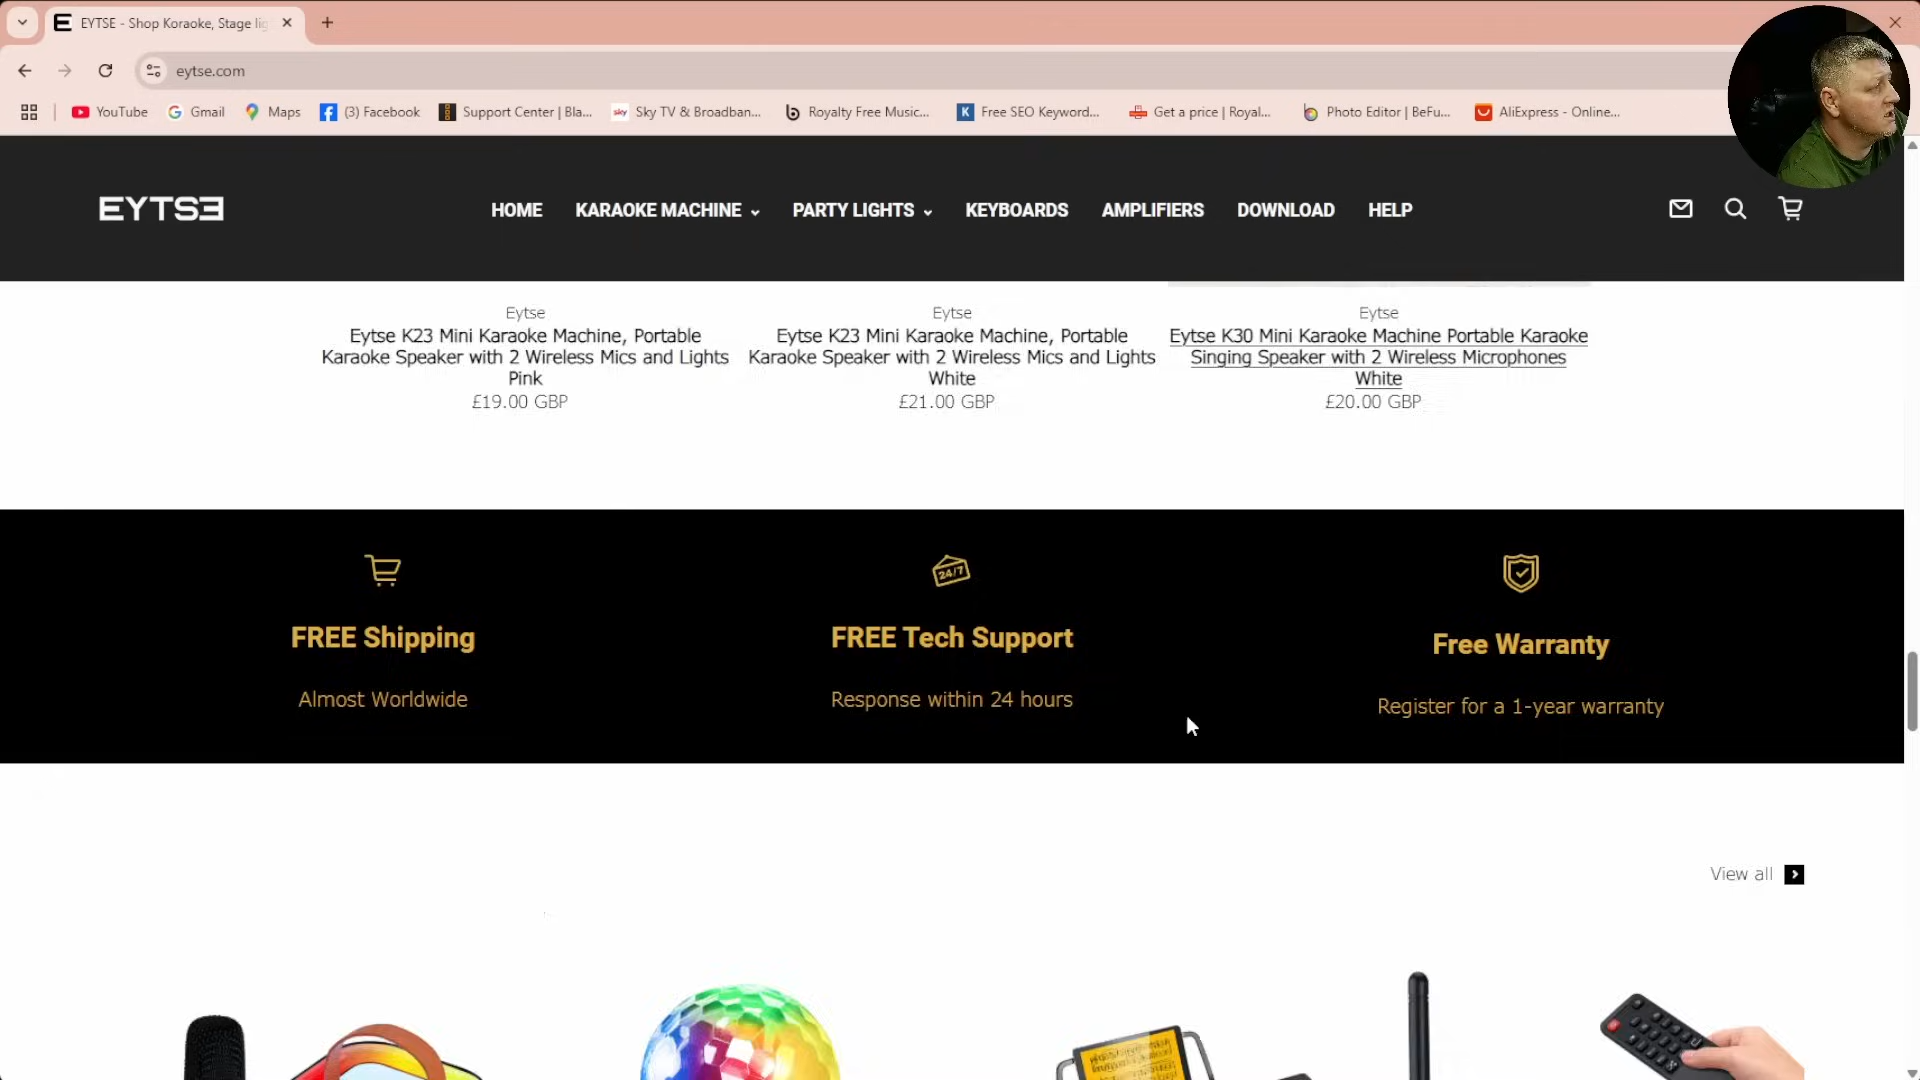 EYTSE - Shop Koraoke, Stage lig
eytse.com
YouTube
Gmail
Maps
(3) Facebook
Support Center | Bla...
sky
Sky TV & Broadban...
Royalty Free Music...
K
Free SEO Keyword...
Get a price | Royal...
Photo Editor | BeFu...
AliExpress - Online...
EYTSE
HOME
KARAOKE MACHINE
PARTY LIGHTS
KEYBOARDS
AMPLIFIERS
DOWNLOAD
HELP
Eytse
Eytse K23 Mini Karaoke Machine, Portable
Karaoke Speaker with 2 Wireless Mics and Lights
Pink
£19.00 GBP
Eytse
Eytse K23 Mini Karaoke Machine, Portable
Karaoke Speaker with 2 Wireless Mics and Lights
White
£21.00 GBP
Eytse
Eytse K30 Mini Karaoke Machine Portable Karaoke
Singing Speaker with 2 Wireless Microphones
White
£20.00 GBP
FREE Shipping
Almost Worldwide
24/7
FREE Tech Support
Response within 24 hours
Free Warranty
Register for a 1-year warranty
View all